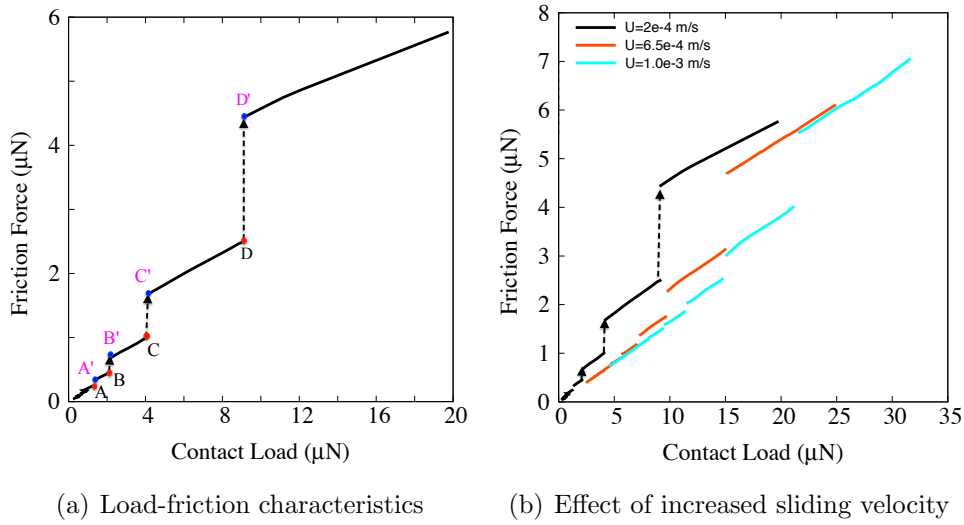 6
4
2
0
0 4 8 12 16 20
Friction Force (μN)
Contact Load (μN)
A'
A
B'
B
C'
C
D'
D
8
7
6
5
4
3
2
1
0
0 5 10 15 20 25 30 35
Friction Force (μN)
Contact Load (μN)
U=2e-4 m/s
U=6.5e-4 m/s
U=1.0e-3 m/s
(a) Load-friction characteristics
(b) Effect of increased sliding velocity